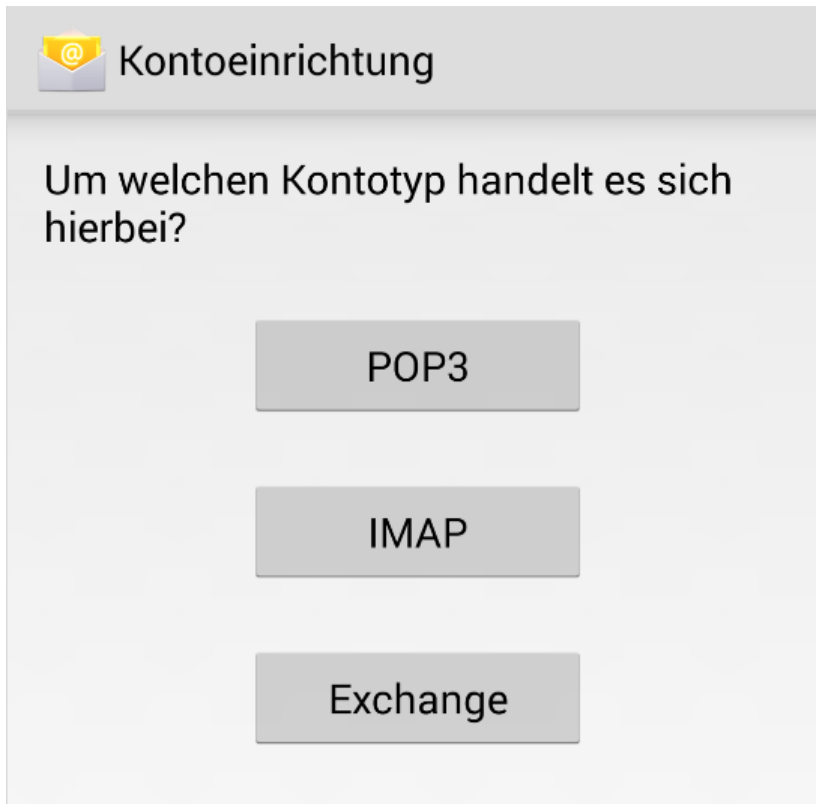 Kontoeinrichtung
Um welchen Kontotyp handelt es sich
hierbei?
POP3
IMAP
Exchange